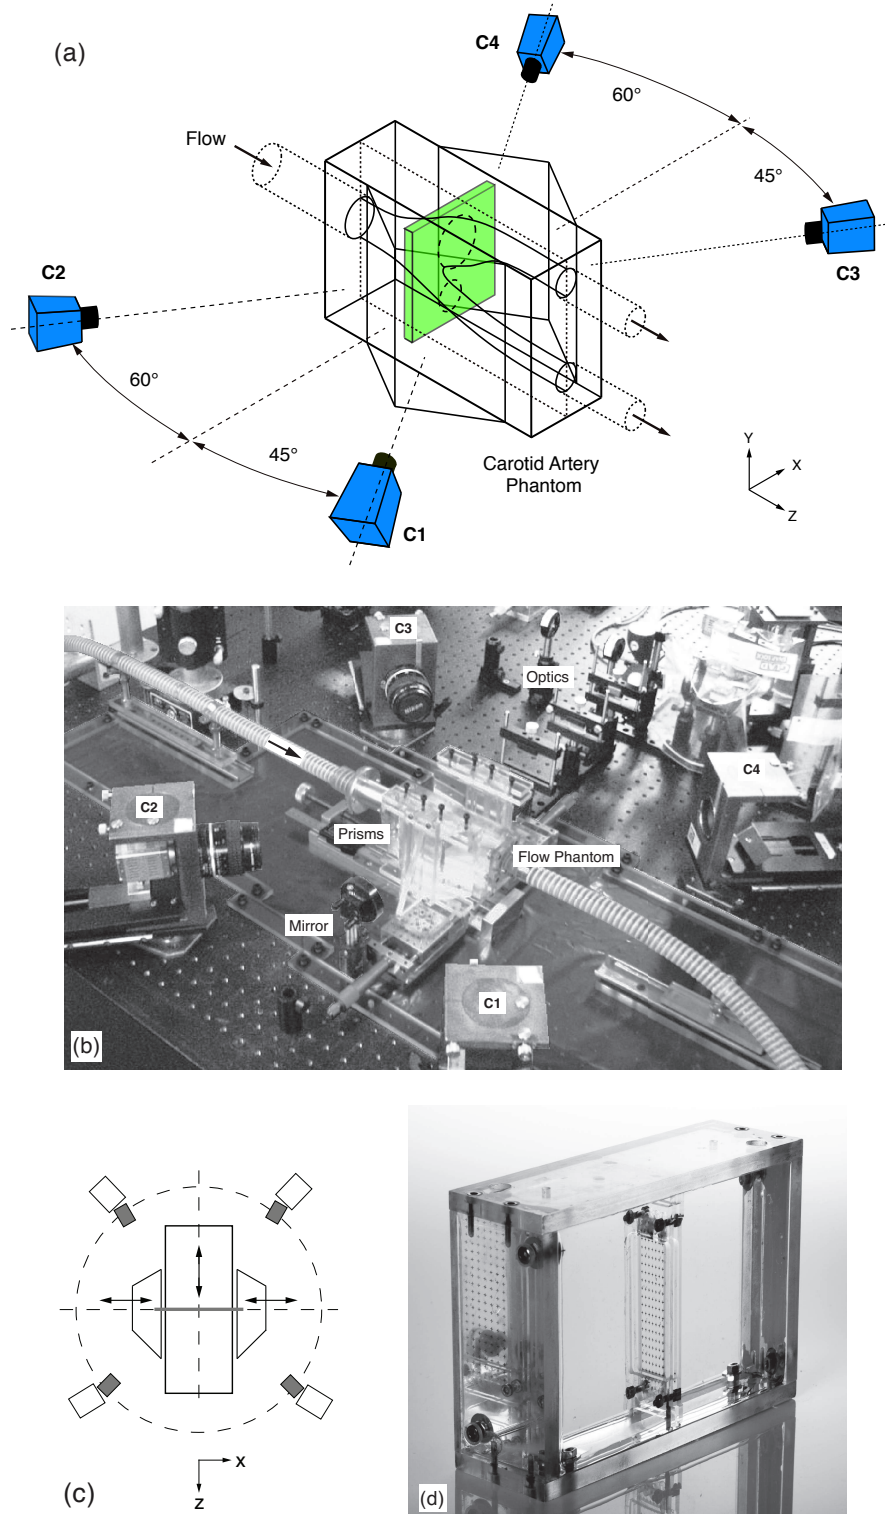 (a)
C4
60°
Flow
45°
C2
C3
60°
45°
Carotid Artery
Phantom
Y
X
Z
C1
C3
Optics
C4
C2
Prisms
Flow Phantom
Mirror
C1
(b)
X
Z
(c)
(d)